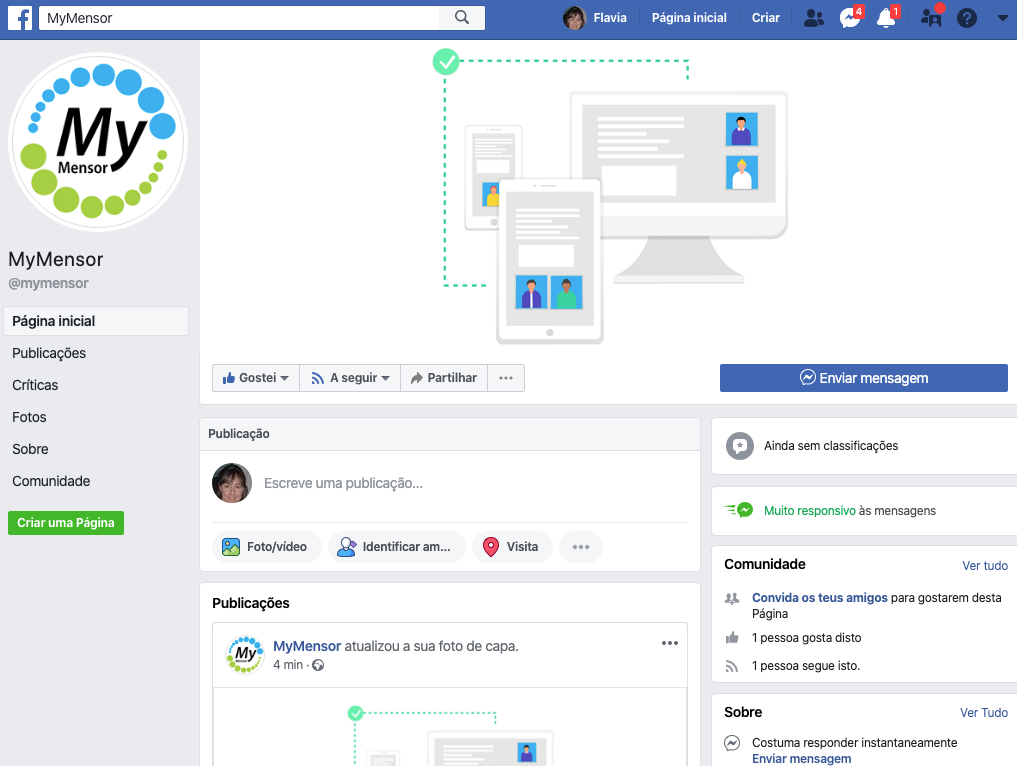 MyMensor
Flavia
Página inicial
Criar
4
1
?
My
Mensor
MyMensor
@mymensor
Página inicial
Publicações
Críticas
Fotos
Sobre
Comunidade
Criar uma Página
Gostei
A seguir
Partilhar
...
Enviar mensagem
Publicação
Escreve uma publicação...
Foto/vídeo
Identificar am...
Visita
...
Publicações
My
MyMensor atualizou a sua foto de capa.
4 min ·
...
Ainda sem classificações
Muito responsivo às mensagens
Comunidade
Ver tudo
Convida os teus amigos para gostarem desta
Página
1 pessoa gosta disto
1 pessoa segue isto.
Sobre
Ver Tudo
Costuma responder instantaneamente
Enviar mensagem